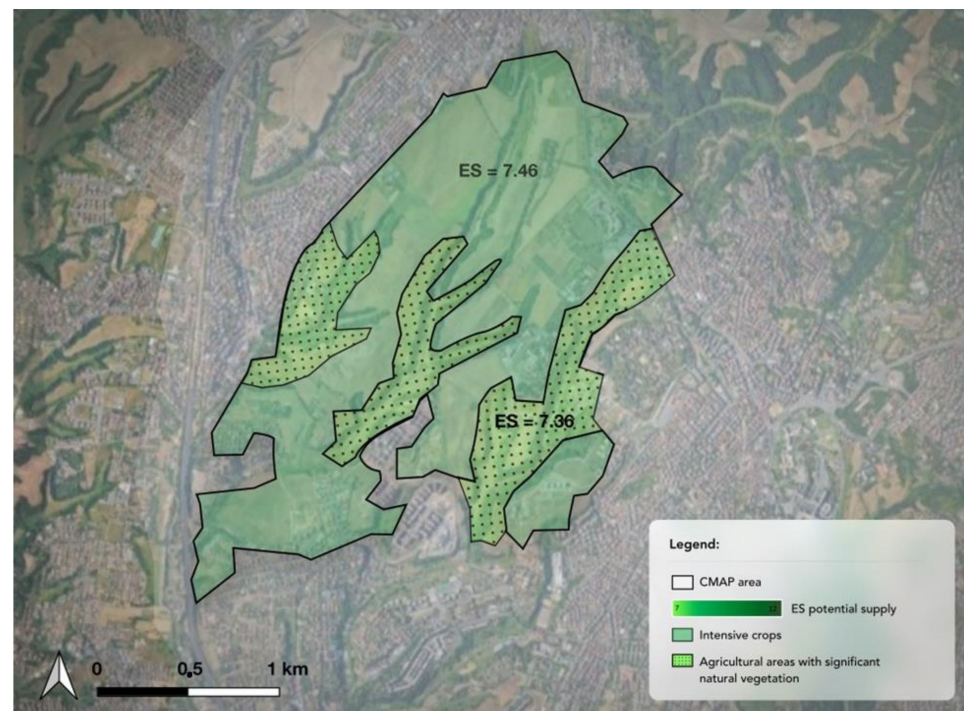 ES = 7.46
ES = 7.36
Legend:
CMAP area
7 12 ES potential supply
Intensive crops
Agricultural areas with significant
natural vegetation
0 0,5 1 km